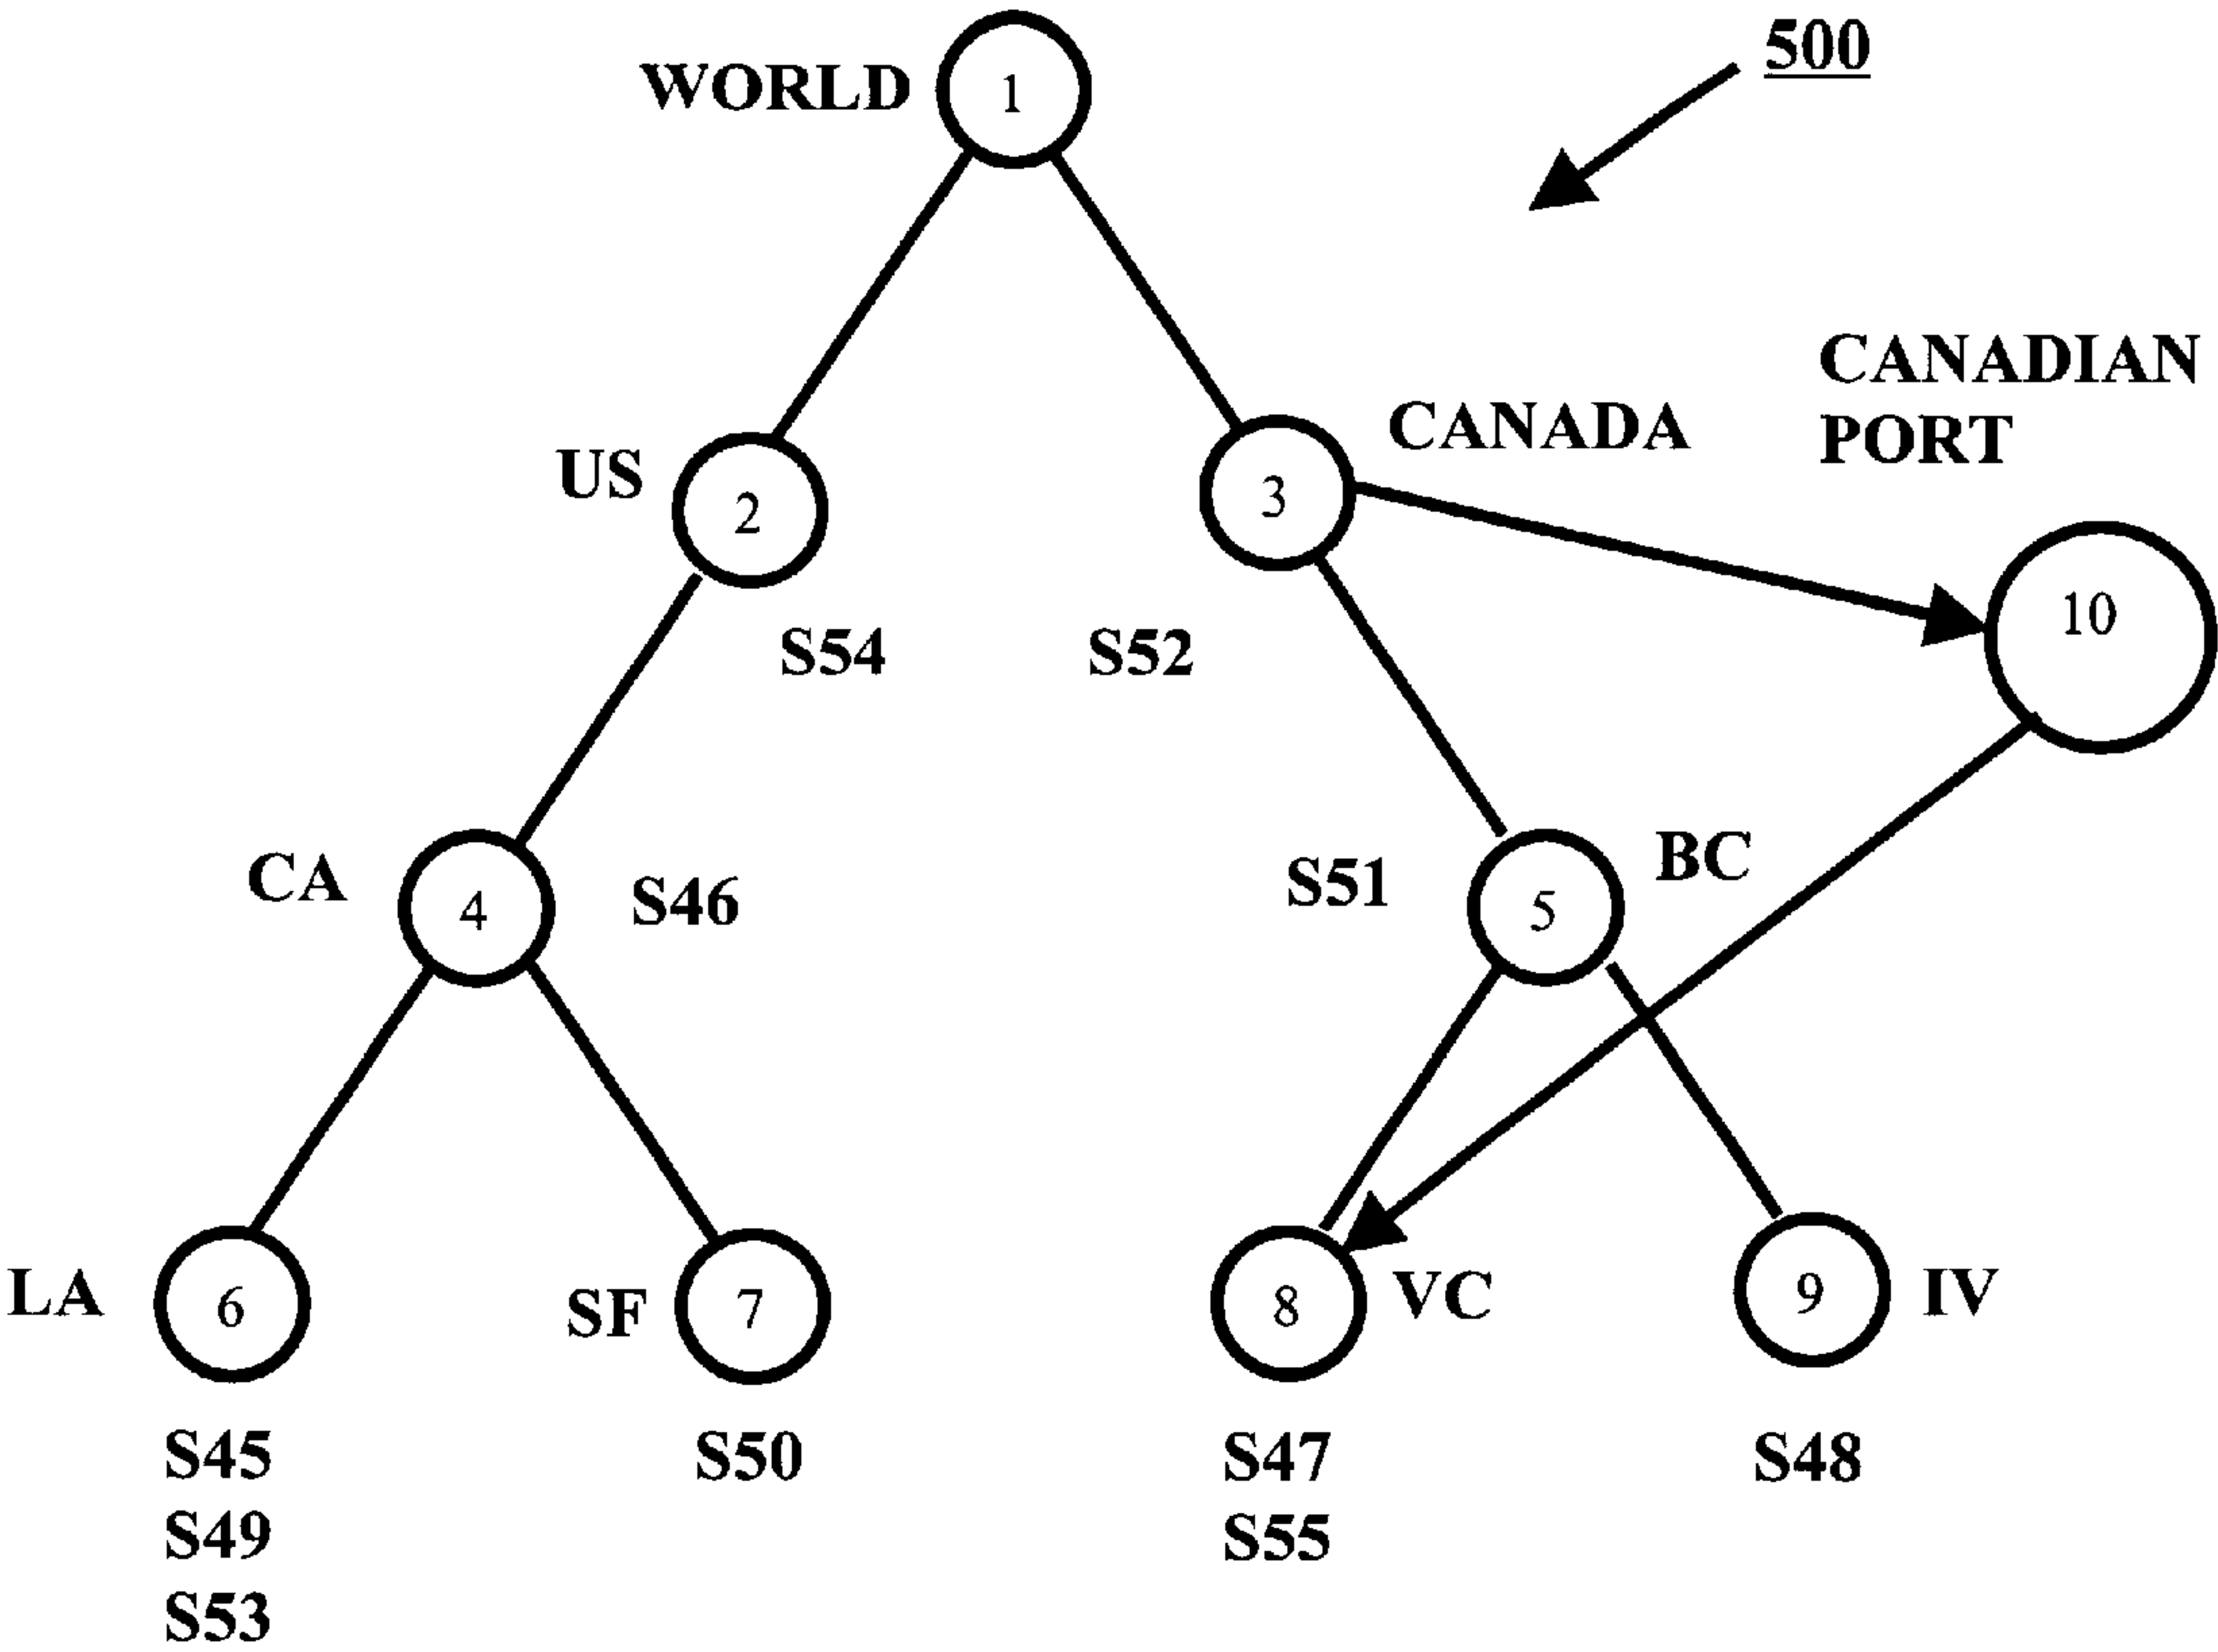 500
WORLD
1
CANADIAN
PORT
CANADA
US
2
3
10
S54
S52
CA
4
S46
S51
5
BC
LA
6
SF
7
8
VC
9
IV
S45
S50
S47
S48
S49
S55
S53